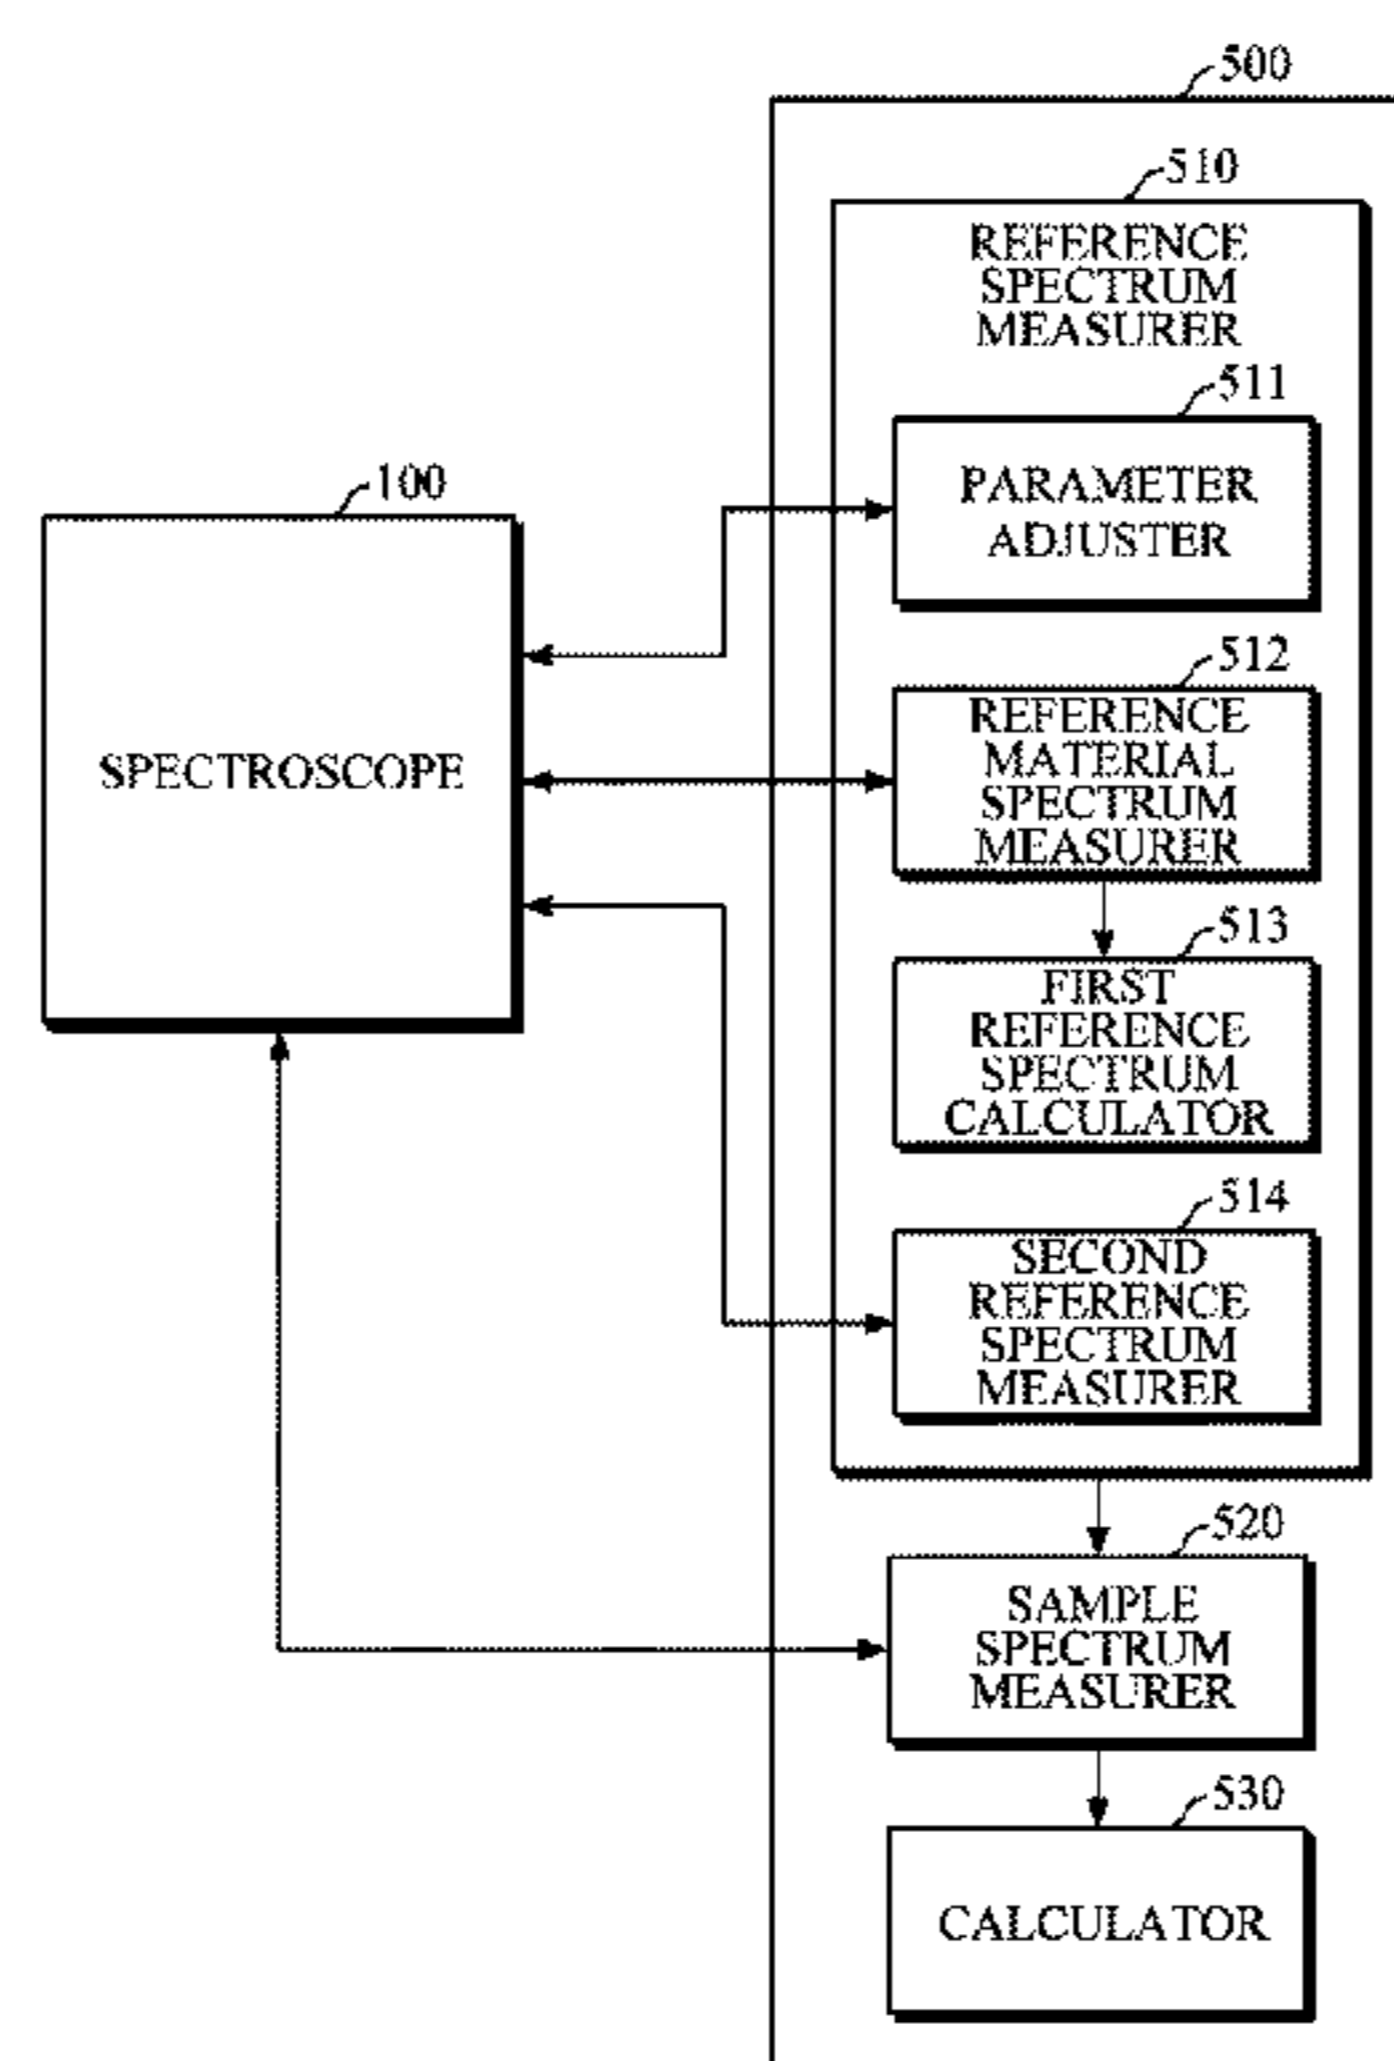 500
510
REFERENCE
SPECTRUM
MEASURER
511
PARAMETER
ADJUSTER
100
SPECTROSCOPE
512
REFERENCE
MATERIAL
SPECTRUM
MEASURER
513
FIRST
REFERENCE
SPECTRUM
CALCULATOR
514
SECOND
REFERENCE
SPECTRUM
MEASURER
520
SAMPLE
SPECTRUM
MEASURER
530
CALCULATOR